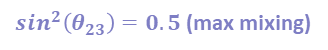 sin²(θ₂₃) = 0.5 (max mixing)